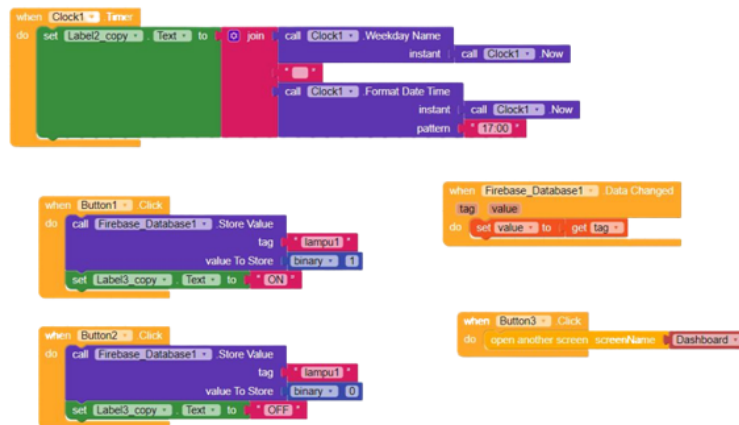 when Clock1 .Timer
do set Label2_copy . Text to join call Clock1 .Weekday Name
instant call Clock1 .Now
" "
call Clock1 .Format Date Time
instant call Clock1 .Now
pattern " 17:00 "
when Button1 .Click
do call Firebase_Database1 .Store Value
tag " lampu1 "
value To Store binary 1
set Label3_copy . Text to " ON "
when Button2 .Click
do call Firebase_Database1 .Store Value
tag " lampu1 "
value To Store binary 0
set Label3_copy . Text to " OFF "
when Firebase_Database1 .Data Changed
tag value
do set value to get tag
when Button3 .Click
do open another screen screenName Dashboard